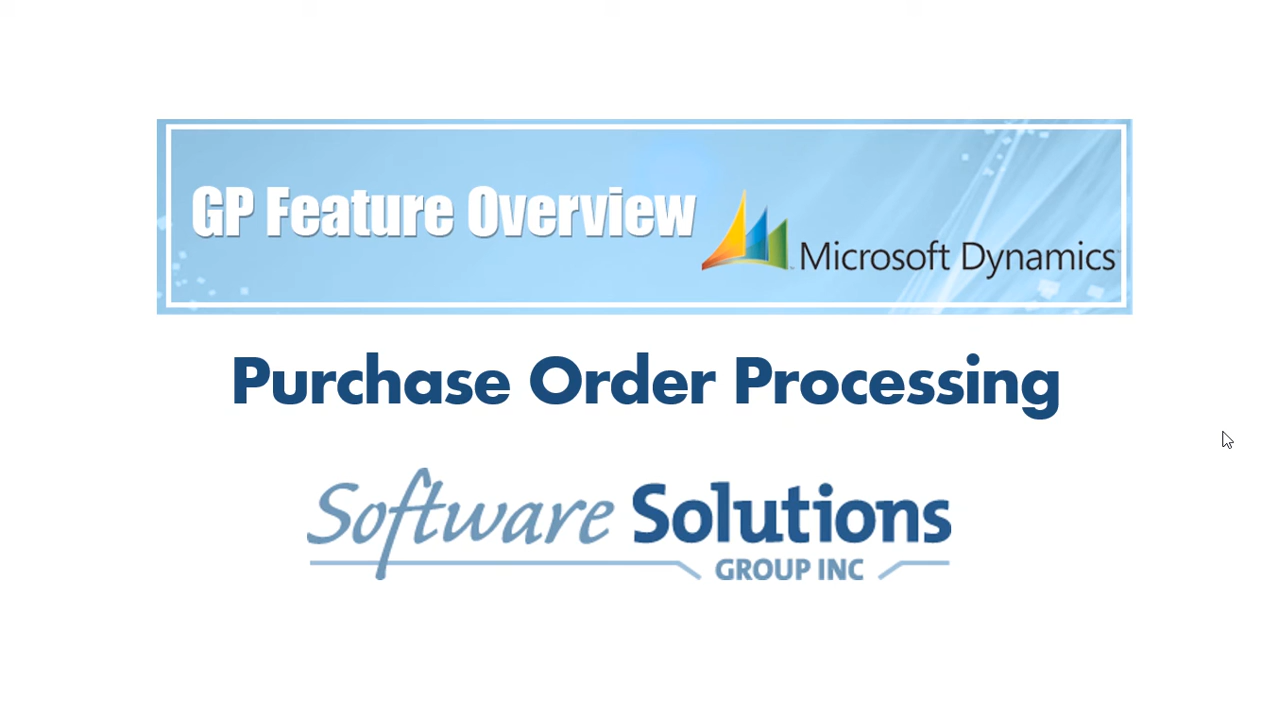 GP Feature Overview
Microsoft Dynamics
Purchase Order Processing
Software Solutions
GROUP INC